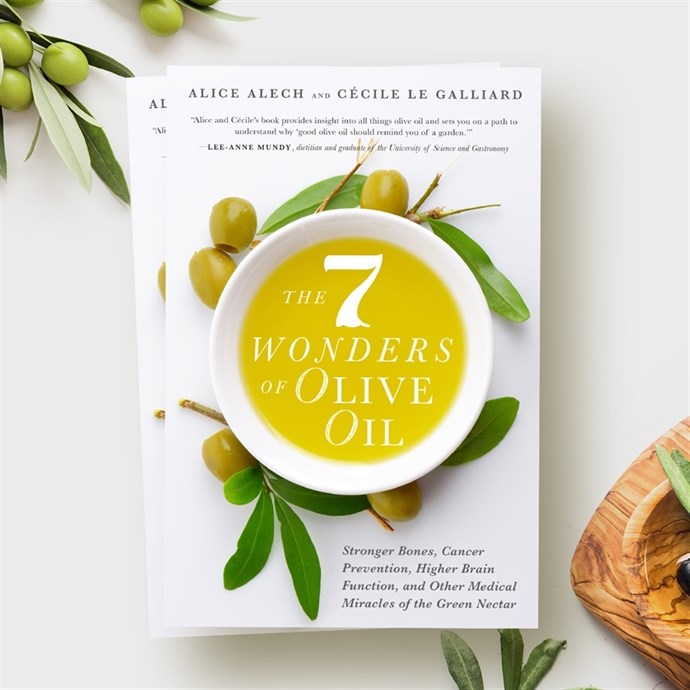 ALICE ALECH AND CÉCILE LE GALLIARD
“Alice and Cécile's book provides insight into all things olive oil and sets you on a path to
understand why ‘good olive oil should remind you of a garden.’”
—LEE-ANNE MUNDY, dietitian and graduate of the University of Science and Gastronomy
THE 7
WONDERS
OF OLIVE
OIL
Stronger Bones, Cancer
Prevention, Higher Brain
Function, and Other Medical
Miracles of the Green Nectar
AL
“Alice
A